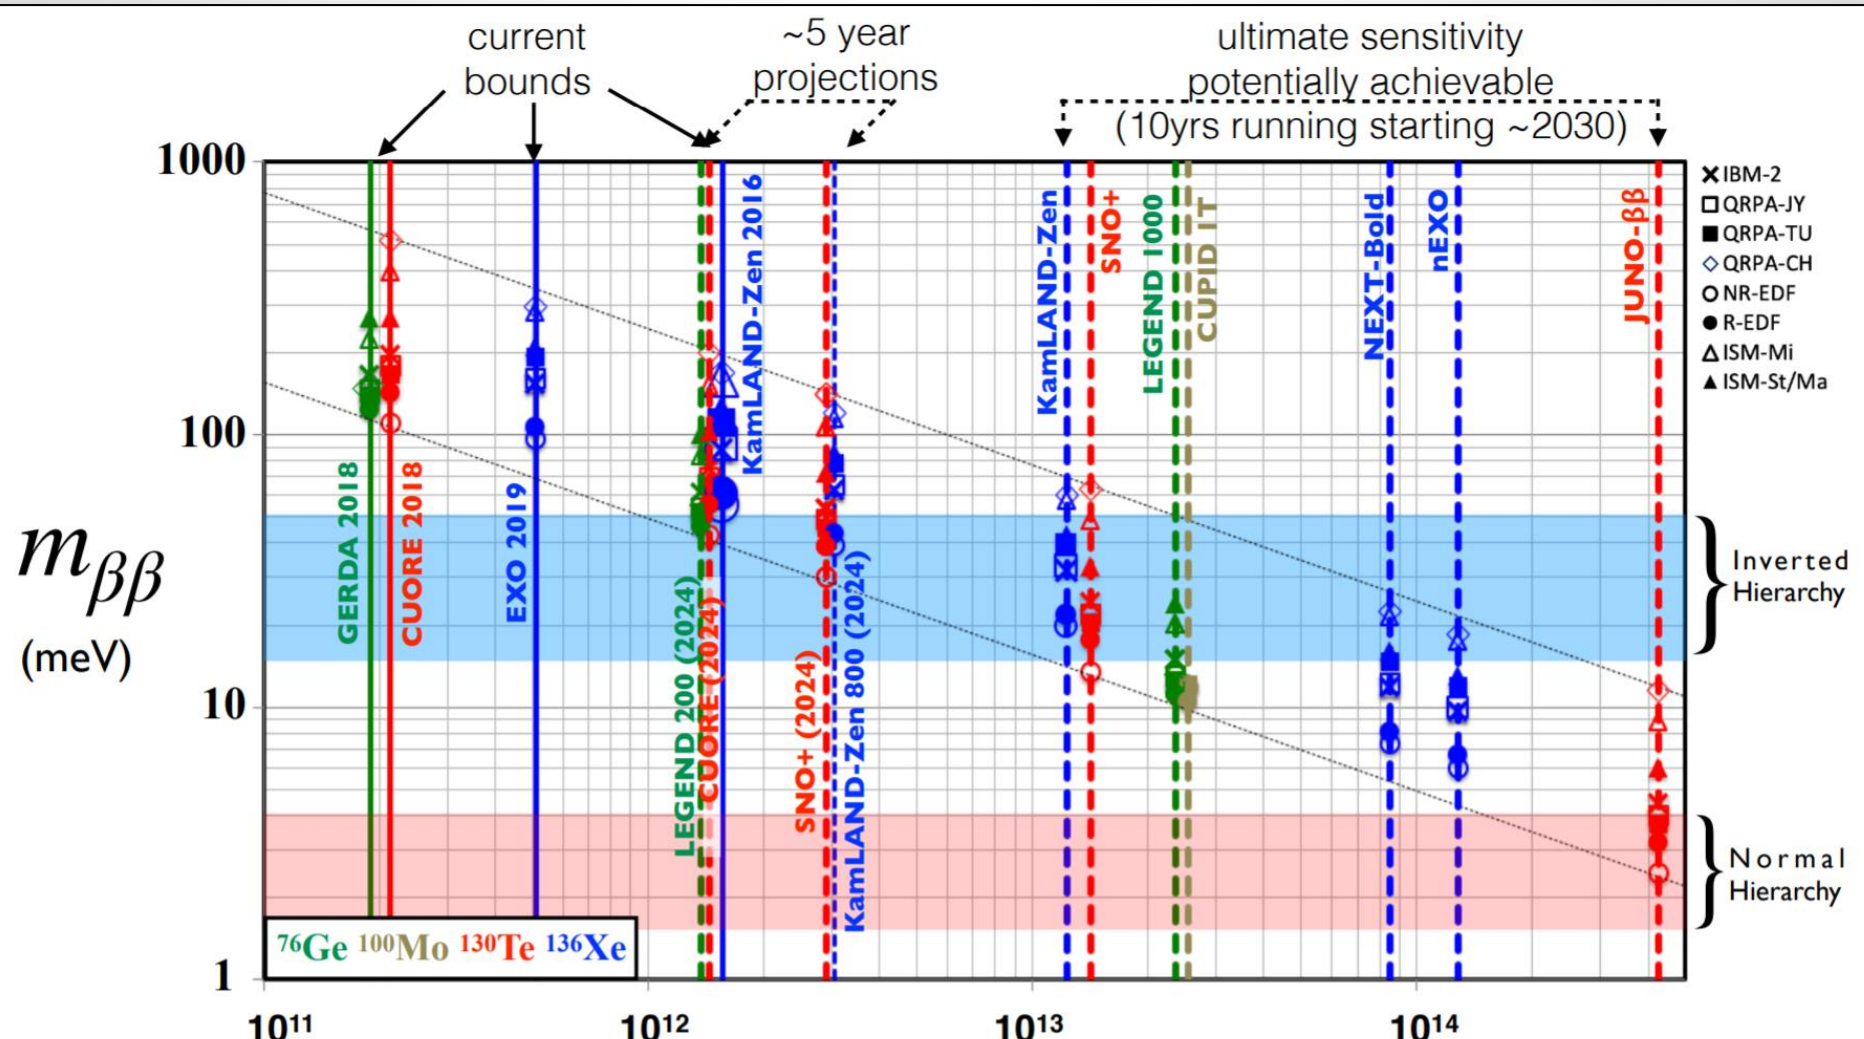 current
bounds
~5 year
projections
ultimate sensitivity
potentially achievable
(10yrs running starting ~2030)
1000
100
10
1
mββ
(meV)
GERDA 2018
CUORE 2018
EXO 2019
LEGEND 200 (2024)
CUORE (2024)
KamLAND-Zen 2016
SNO+ (2024)
KamLAND-Zen 800 (2024)
KamLAND-Zen
SNO+
LEGEND 1000
CUPID IT
NEXT-Bold
nEXO
JUNO-ββ
IBM-2
QRPA-JY
QRPA-TU
QRPA-CH
NR-EDF
R-EDF
ISM-Mi
ISM-St/Ma
Inverted
Hierarchy
Normal
Hierarchy
⁷⁶Ge ¹⁰⁰Mo ¹³⁰Te ¹³⁶Xe
10¹¹ 10¹² 10¹³ 10¹⁴